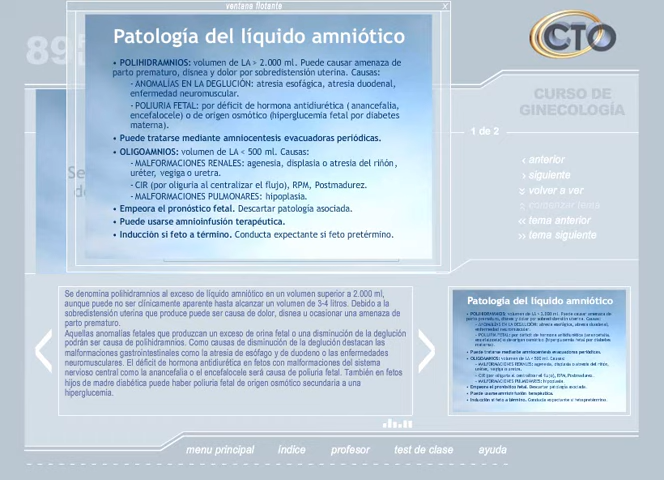 ventana flotante
X
895
Patología del líquido amniótico
• POLIHIDRAMNIOS: volumen de LA > 2.000 ml. Puede causar amenaza de
parto prematuro, disnea y dolor por sobredistensión uterina. Causas:
- ANOMALÍAS EN LA DEGLUCIÓN: atresia esofágica, atresia duodenal,
enfermedad neuromuscular.
- POLIURIA FETAL: por déficit de hormona antidiurética ( anancefalia,
encefalocele) o de origen osmótico (hiperglucemia fetal por diabetes
materna).
• Puede tratarse mediante amniocentesis evacuadoras periódicas.
• OLIGOAMNIOS: volumen de LA < 500 ml. Causas:
- MALFORMACIONES RENALES: agenesia, displasia o atresia del riñón,
uréter, vegiga o uretra.
- CIR (por oliguria al centralizar el flujo), RPM, Postmadurez.
- MALFORMACIONES PULMONARES: hipoplasia.
• Empeora el pronóstico fetal. Descartar patología asociada.
• Puede usarse amnioinfusión terapéutica.
• Inducción si feto a término. Conducta expectante si feto pretérmino.
CTO
CURSO DE
GINECOLOGÍA
1 de 2
‹ anterior
› siguiente
volver a ver
comenzar tema
« tema anterior
» tema siguiente
Se denomina polihidramnios al exceso de líquido amniótico en un volumen superior a 2.000 ml,
aunque puede no ser clínicamente aparente hasta alcanzar un volumen de 3-4 litros. Debido a la
sobredistensión uterina que produce puede ser causa de dolor, disnea u ocasionar una amenaza de
parto prematuro.
Aquellas anomalías fetales que produzcan un exceso de orina fetal o una disminución de la deglución
podrán ser causa de polihidramnios. Como causas de disminución de la deglución destacan las
malformaciones gastrointestinales como la atresia de esófago y de duodeno o las enfermedades
neuromusculares. El déficit de hormona antidiurética en fetos con malformaciones del sistema
nervioso central como la anancefalia o el encefalocele será causa de poliuria fetal. También en fetos
hijos de madre diabética puede haber poliuria fetal de origen osmótico secundaria a una
hiperglucemia.
Patología del líquido amniótico
menu principal
índice
profesor
test de clase
ayuda